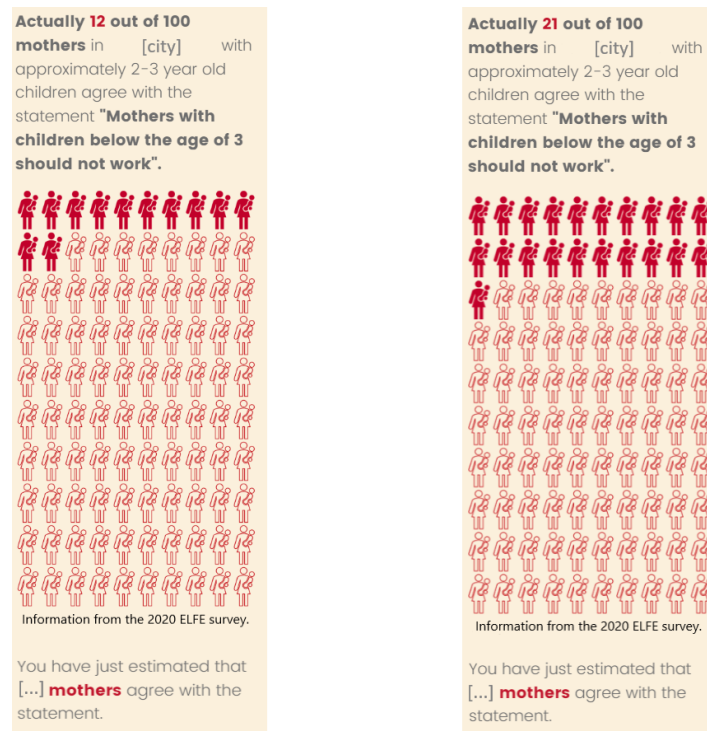 Actually 12 out of 100
mothers in [city] with
approximately 2-3 year old
children agree with the
statement "Mothers with
children below the age of 3
should not work".
Information from the 2020 ELFE survey.
You have just estimated that
[...] mothers agree with the
statement.
Actually 21 out of 100
mothers in [city] with
approximately 2-3 year old
children agree with the
statement "Mothers with
children below the age of 3
should not work".
Information from the 2020 ELFE survey.
You have just estimated that
[...] mothers agree with the
statement.